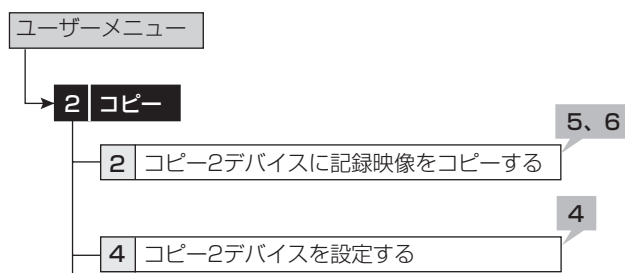 ユーザーメニュー
2 コピー
5、6
2 コピー2デバイスに記録映像をコピーする
4
4 コピー2デバイスを設定する